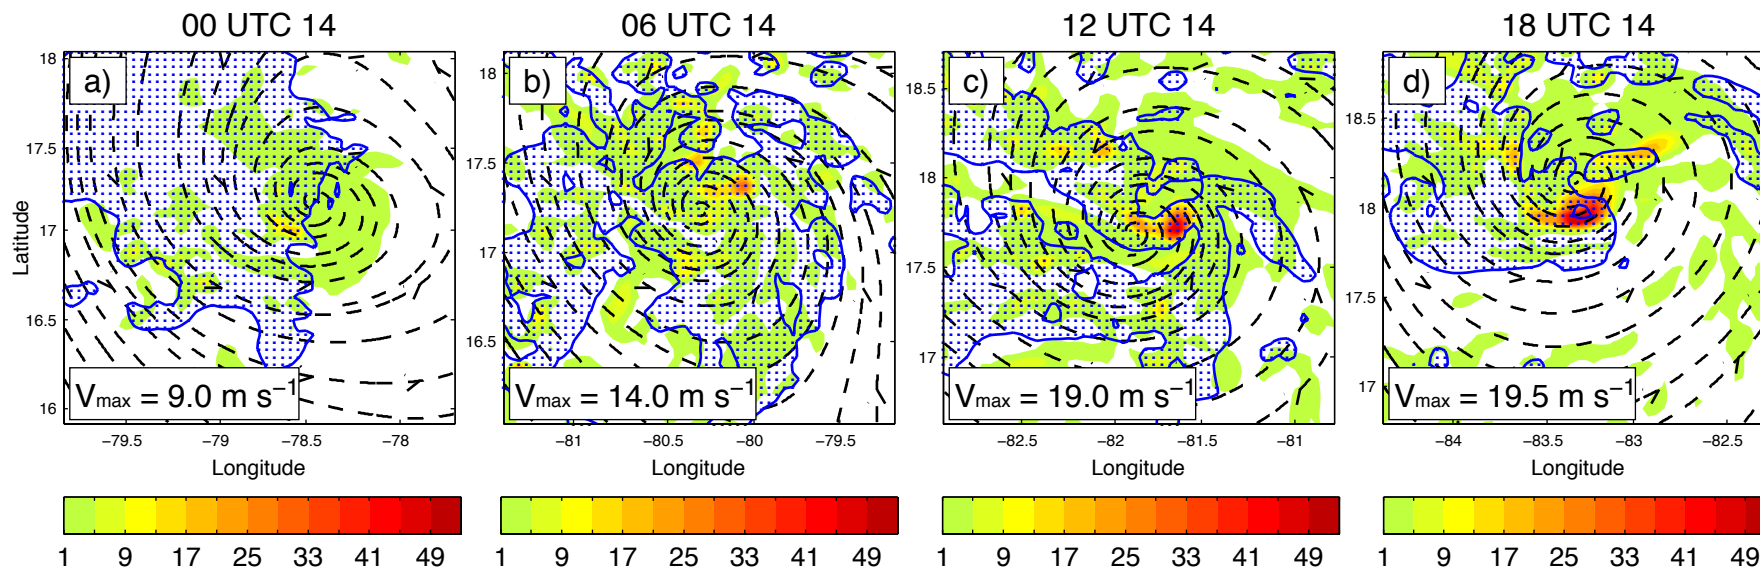 00 UTC 14
06 UTC 14
12 UTC 14
18 UTC 14
a)
b)
c)
d)
Latitude
18
17.5
17
16.5
16
18
17.5
17
16.5
18.5
18
17.5
17
18.5
18
17.5
17
Vmax = 9.0 m s−1
Vmax = 14.0 m s−1
Vmax = 19.0 m s−1
Vmax = 19.5 m s−1
−79.5 −79 −78.5 −78
−81 −80.5 −80 −79.5
−82.5 −82 −81.5 −81
−84 −83.5 −83 −82.5
Longitude
Longitude
Longitude
Longitude
1 9 17 25 33 41 49
1 9 17 25 33 41 49
1 9 17 25 33 41 49
1 9 17 25 33 41 49